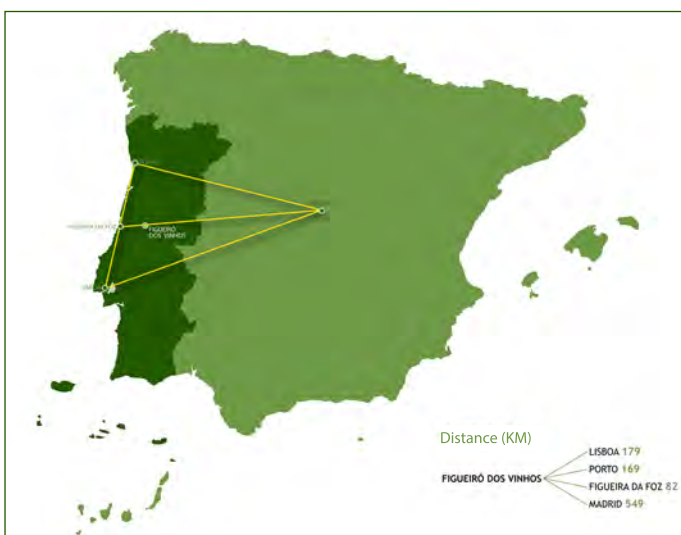 FIGUEIRÓ
DOS VINHOS
Distance (KM)
FIGUEIRÓ DOS VINHOS
LISBOA 179
PORTO 169
FIGUEIRA DA FOZ 82
MADRID 549